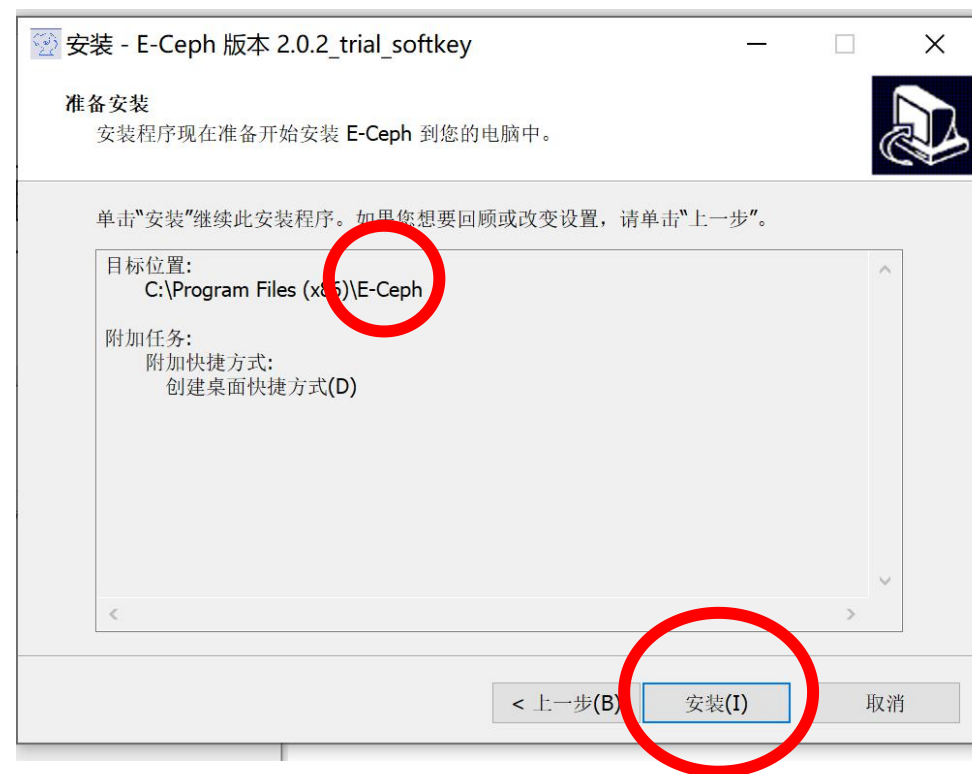 安装 - E-Ceph 版本 2.0.2_trial_softkey
准备安装
安装程序现在准备开始安装 E-Ceph 到您的电脑中。
单击“安装”继续此安装程序。如果您想要回顾或改变设置，请单击“上一步”。
目标位置:
C:\Program Files (x86)\E-Ceph
附加任务:
附加快捷方式:
创建桌面快捷方式(D)
< 上一步(B) 安装(I) 取消